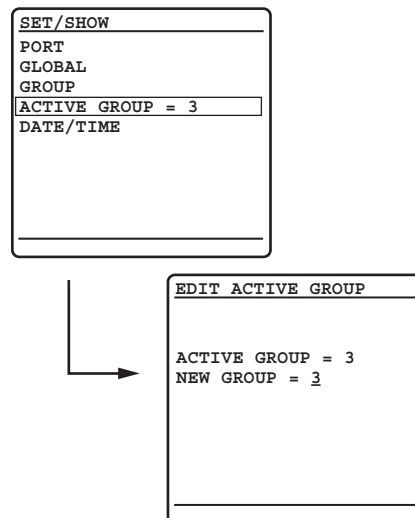 SET/SHOW
PORT
GLOBAL
GROUP
ACTIVE GROUP = 3
DATE/TIME
EDIT ACTIVE GROUP
ACTIVE GROUP = 3
NEW GROUP = 3